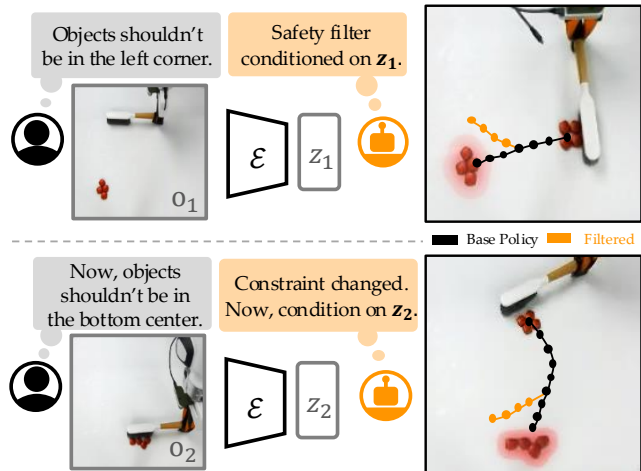 Objects shouldn't
be in the left corner.
Safety filter
conditioned on z₁.
o₁
ℰ
z₁
Base Policy
Filtered
Now, objects
shouldn't be in
the bottom center.
Constraint changed.
Now, condition on z₂.
o₂
ℰ
z₂